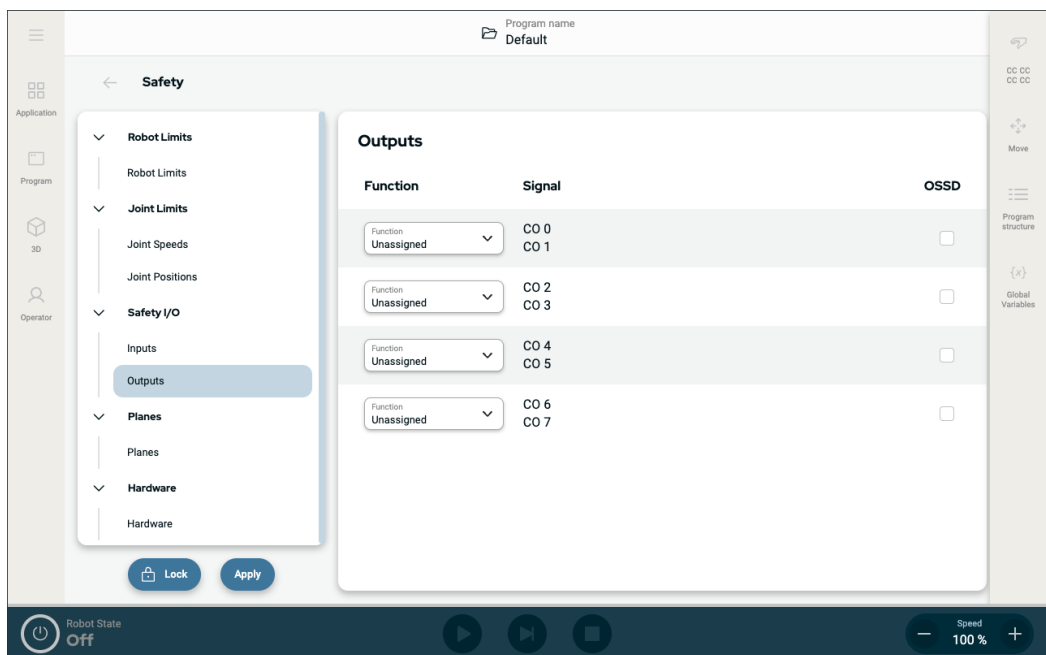 Program name
Default
Application
Program
3D
Operator
Safety
Robot Limits
Robot Limits
Joint Limits
Joint Speeds
Joint Positions
Safety I/O
Inputs
Outputs
Planes
Planes
Hardware
Hardware
Lock
Apply
Outputs
Function
Signal
OSSD
Function
Unassigned
CO 0
CO 1
Function
Unassigned
CO 2
CO 3
Function
Unassigned
CO 4
CO 5
Function
Unassigned
CO 6
CO 7
CC CC
CC CC
Move
Program
structure
{x}
Global
Variables
Robot State
Off
Speed
100 %